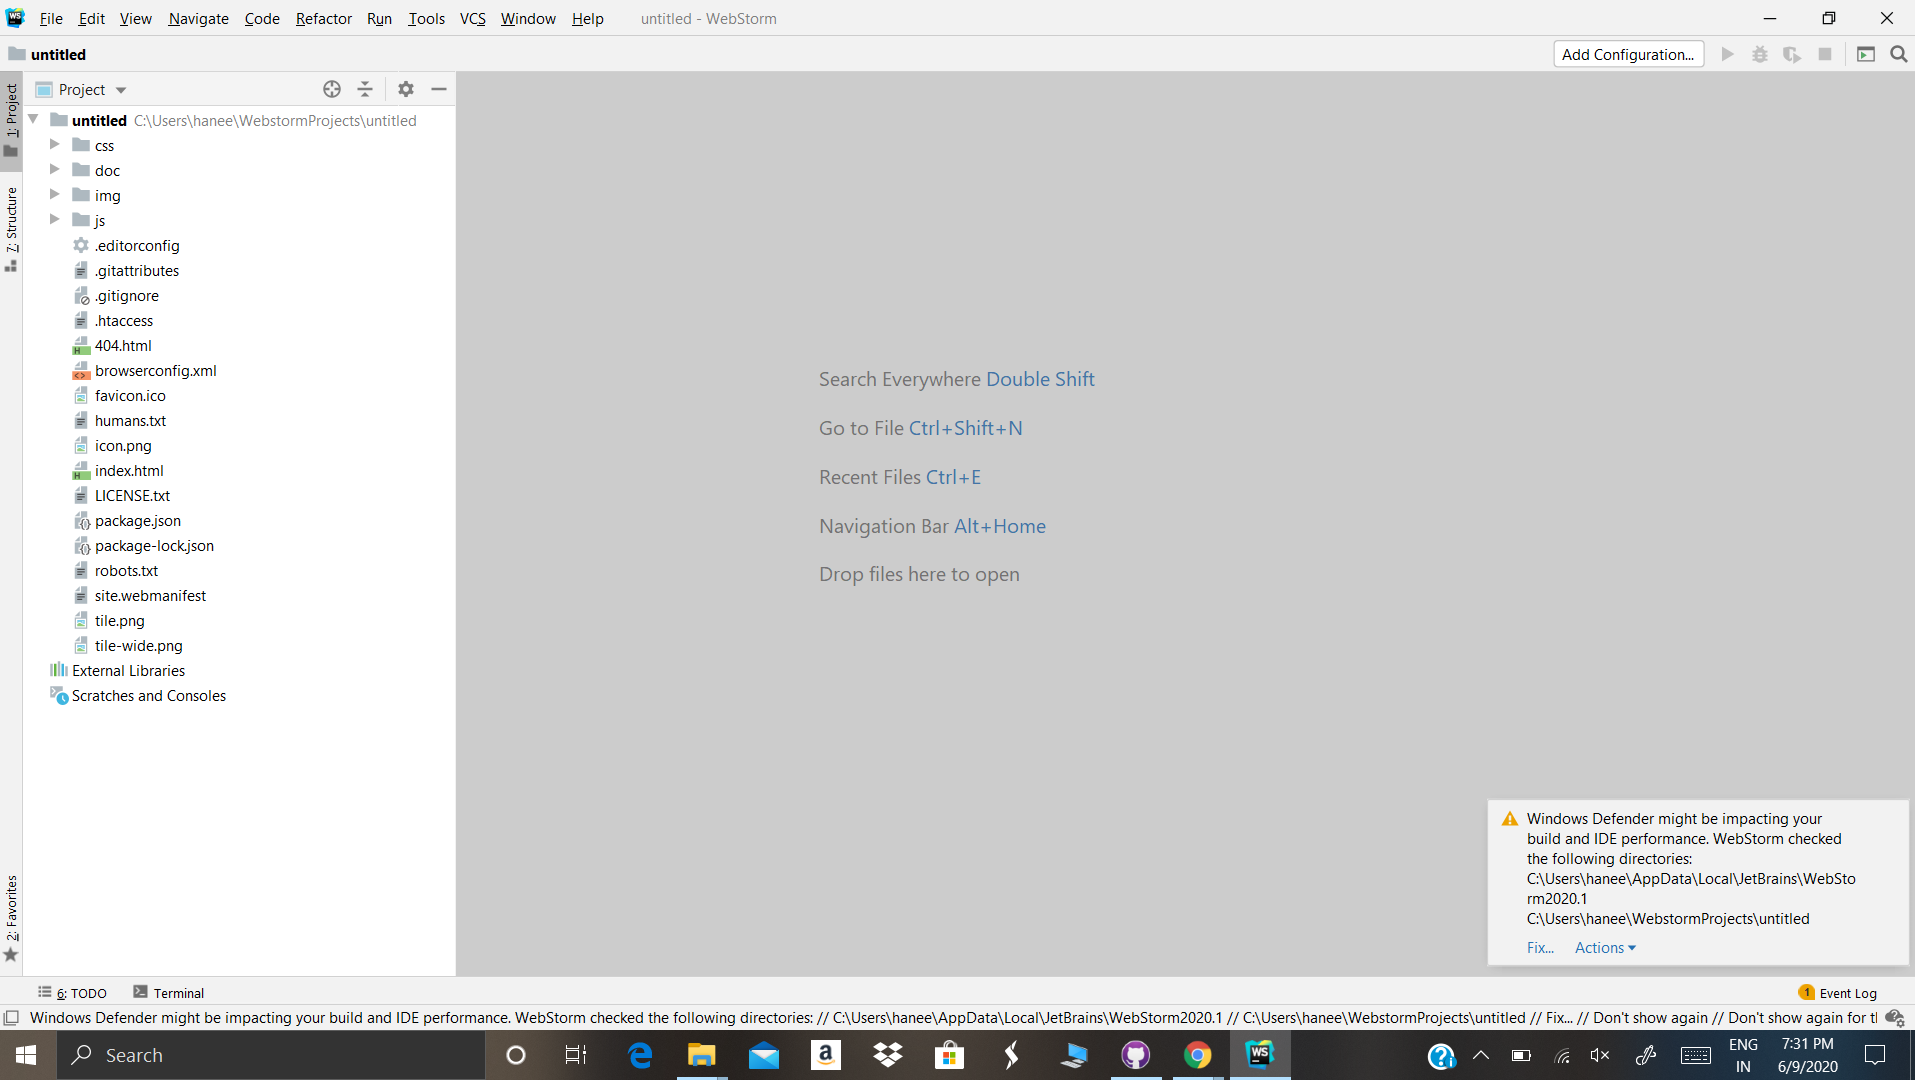 WS File Edit View Navigate Code Refactor Run Tools VCS Window Help untitled - WebStorm
untitled
Add Configuration...
1: Project
7: Structure
2: Favorites
Project
untitled C:\Users\hanee\WebstormProjects\untitled
css
doc
img
js
.editorconfig
.gitattributes
.gitignore
.htaccess
404.html
browserconfig.xml
favicon.ico
humans.txt
icon.png
index.html
LICENSE.txt
package.json
package-lock.json
robots.txt
site.webmanifest
tile.png
tile-wide.png
External Libraries
Scratches and Consoles
Search Everywhere Double Shift
Go to File Ctrl+Shift+N
Recent Files Ctrl+E
Navigation Bar Alt+Home
Drop files here to open
Windows Defender might be impacting your
build and IDE performance. WebStorm checked
the following directories:
C:\Users\hanee\AppData\Local\JetBrains\WebSto
rm2020.1
C:\Users\hanee\WebstormProjects\untitled
Fix... Actions
6: TODO Terminal
1 Event Log
Windows Defender might be impacting your build and IDE performance. WebStorm checked the following directories: // C:\Users\hanee\AppData\Local\JetBrains\WebStorm2020.1 // C:\Users\hanee\WebstormProjects\untitled // Fix... // Don't show again // Don't show again for tl
Search
a
WS
ENG
IN
7:31 PM
6/9/2020